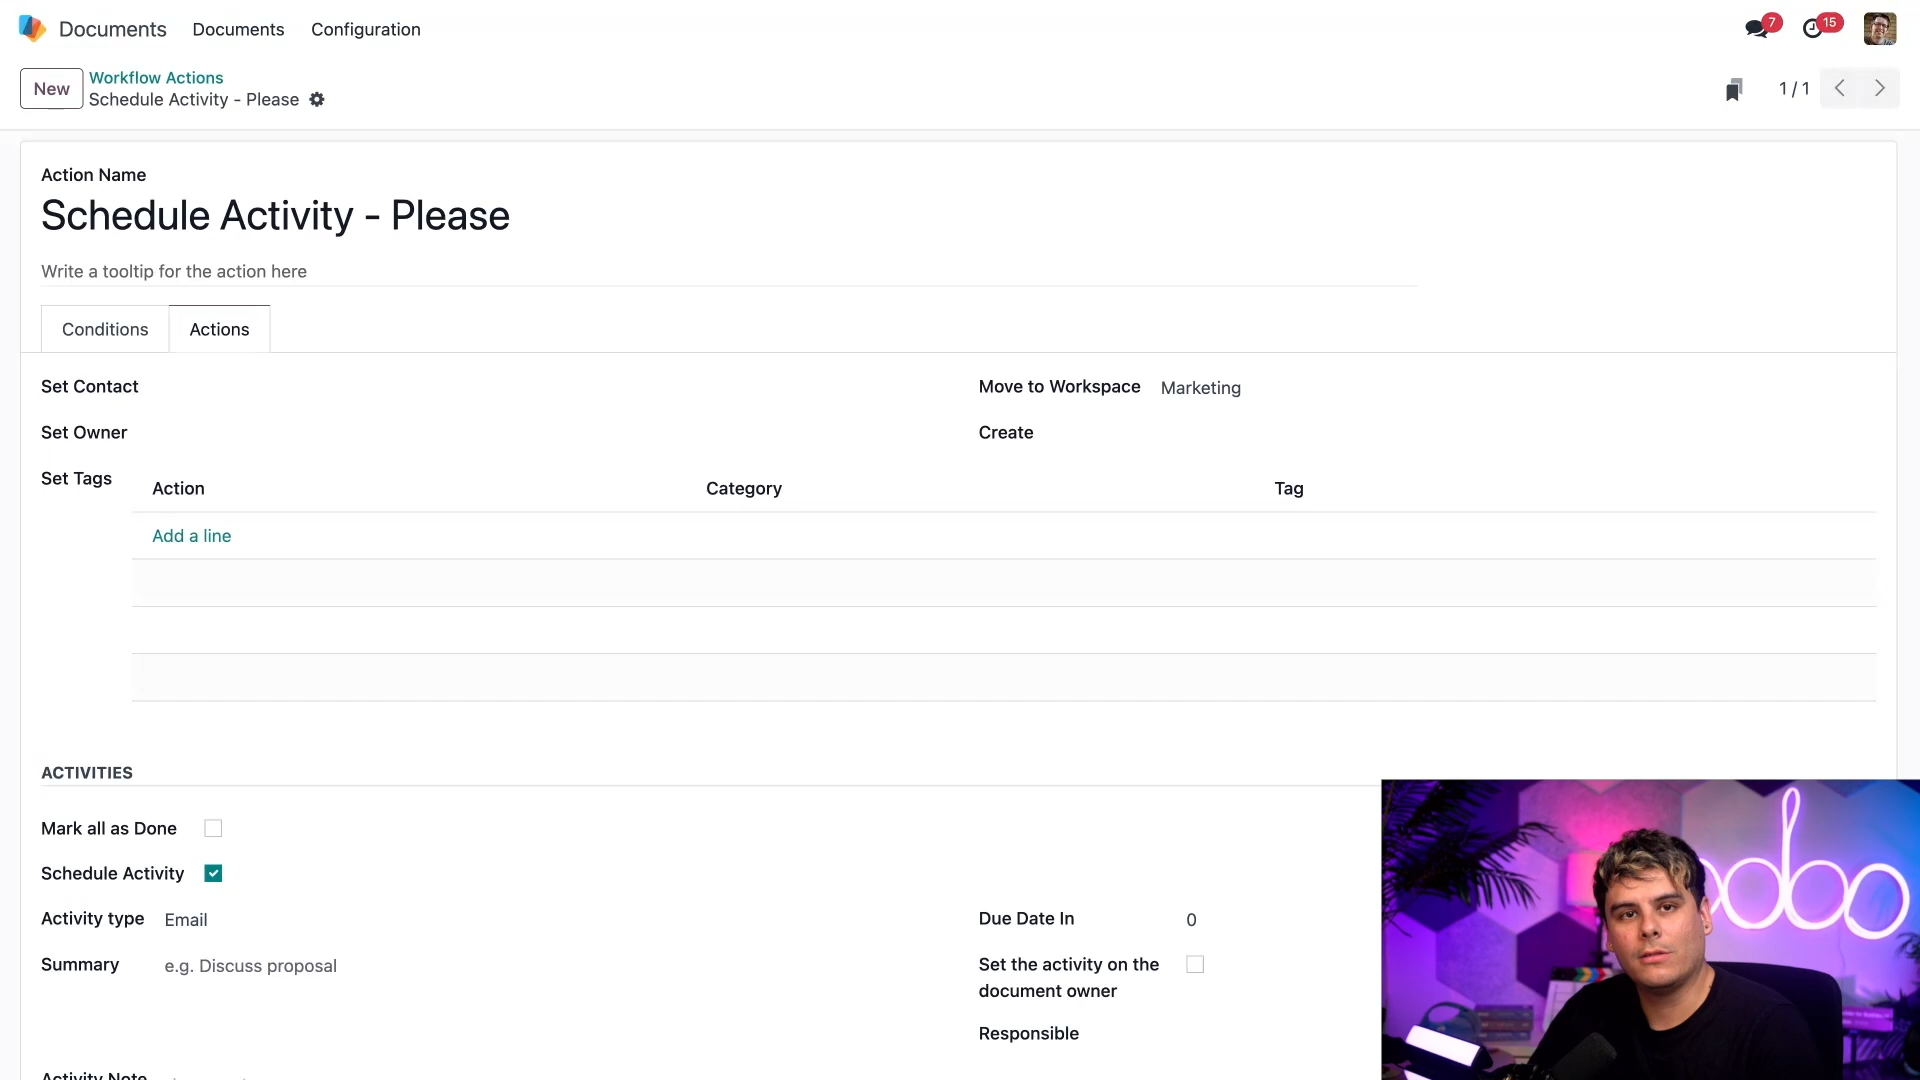 Documents Documents Configuration 7 15
New Workflow Actions
Schedule Activity - Please
1 / 1
Action Name
Schedule Activity - Please
Write a tooltip for the action here
Conditions Actions
Set Contact Move to Workspace Marketing
Set Owner Create
Set Tags Action Category Tag
Add a line
ACTIVITIES
Mark all as Done
Schedule Activity
Activity type Email Due Date In 0
Summary e.g. Discuss proposal Set the activity on the
document owner
Responsible
Activity Note
odoo